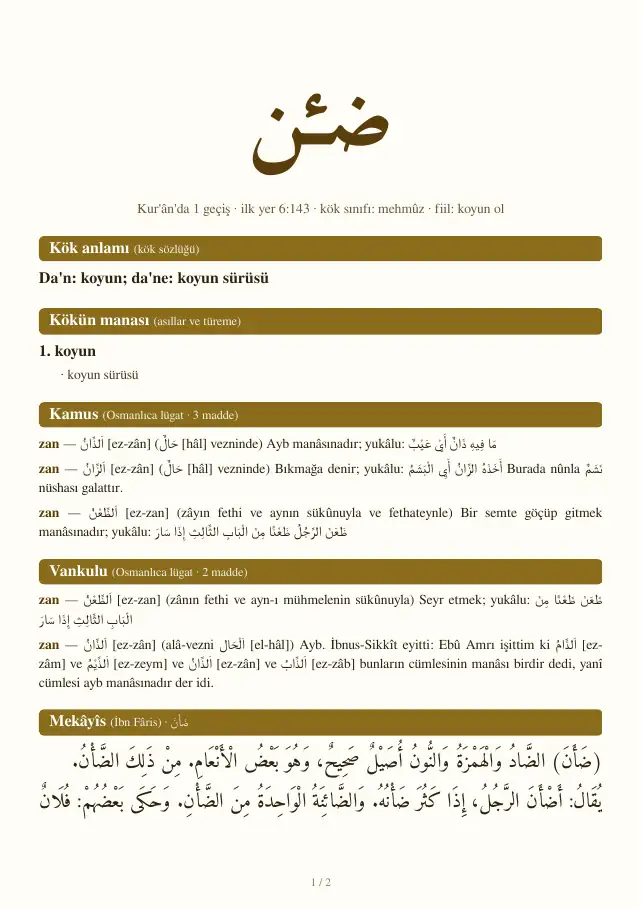 ضئن
Kur'ân'da 1 geçiş · ilk yer 6:143 · kök sınıfı: mehmûz · fiil: koyun ol
Kök anlamı (kök sözlüğü)
Da'n: koyun; da'ne: koyun sürüsü
Kökün manası (asıllar ve türeme)
1. koyun
· koyun sürüsü
Kamus (Osmanlıca lügat · 3 madde)
zan — اَلذَّانُ [ez-zân] (حَالٌ [hâl] vezninde) Ayb manâsınadır; yukâlu: مَا فِيهِ ذَانٌ أَيْ عَيْبٌ
zan — اَلزَّانُ [ez-zân] (حَالٌ [hâl] vezninde) Bıkmağa denir; yukâlu: أَخَذَهُ الزَّانُ أَيِ الْبَشَمُ Burada nûnla نَشَمٌ
nüshası galattır.
zan — اَلظَّعْنُ [ez-zan] (zâyın fethi ve aynın sükûnuyla ve fethateynle) Bir semte göçüp gitmek
manâsınadır; yukâlu: ظَعَنَ الرَّجُلُ ظَعْنًا مِنَ الْبَابِ الثَّالِثِ إِذَا سَارَ
Vankulu (Osmanlıca lügat · 2 madde)
zan — اَلظَّعْنُ [ez-zan] (zânın fethi ve ayn-ı mühmelenin sükûnuyla) Seyr etmek; yukâlu: ظَعَنَ ظَعْنًا مِنَ
الْبَابِ الثَّالِثِ إِذَا سَارَ
zan — اَلذَّانُ [ez-zân] (alâ-vezni اَلْحَالِ [el-hâl]) Ayb. İbnus-Sikkît eyitti: Ebû Amrı işittim ki اَلذَّامُ [ez-
zâm] ve اَلذَّيْمُ [ez-zeym] ve اَلذَّانُ [ez-zân] ve اَلذَّابُ [ez-zâb] bunların cümlesinin manâsı birdir dedi, yanî
cümlesi ayb manâsınadır der idi.
Mekâyîs (İbn Fâris) · ضأن
(ضَأَنَ) الضَّادُ وَالْهَمْزَةُ وَالنُّونُ أُصَيْلٌ صَحِيحٌ، وَهُوَ بَعْضُ الْأَنْعَامِ. مِنْ ذَلِكَ الضَّأْنُ.
يُقَالُ: أَضْأَنَ الرَّجُلُ، إِذَا كَثُرَ ضَأْنُهُ. وَالضَّائِنَةُ الْوَاحِدَةُ مِنَ الضَّأْنِ. وَحَكَى بَعْضُهُمْ: فُلَانٌ
1 / 2